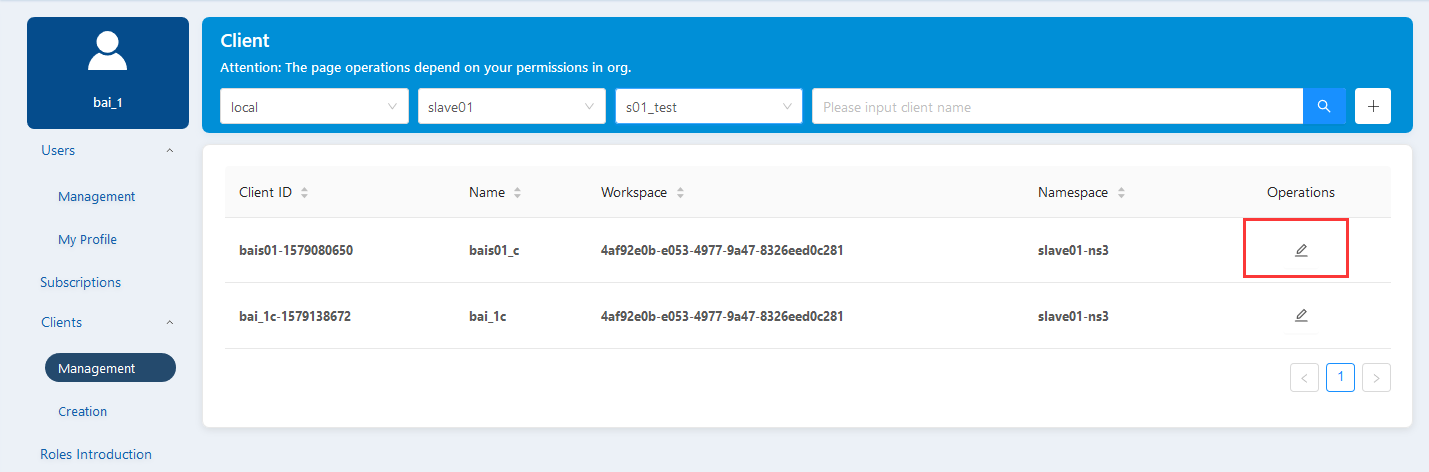 bai_1
Users
Management
My Profile
Subscriptions
Clients
Management
Creation
Roles Introduction
Client
Attention: The page operations depend on your permissions in org.
local slave01 s01_test Please input client name
Client ID Name Workspace Namespace Operations
bais01-1579080650 bais01_c 4af92e0b-e053-4977-9a47-8326eed0c281 slave01-ns3
bai_1c-1579138672 bai_1c 4af92e0b-e053-4977-9a47-8326eed0c281 slave01-ns3
1